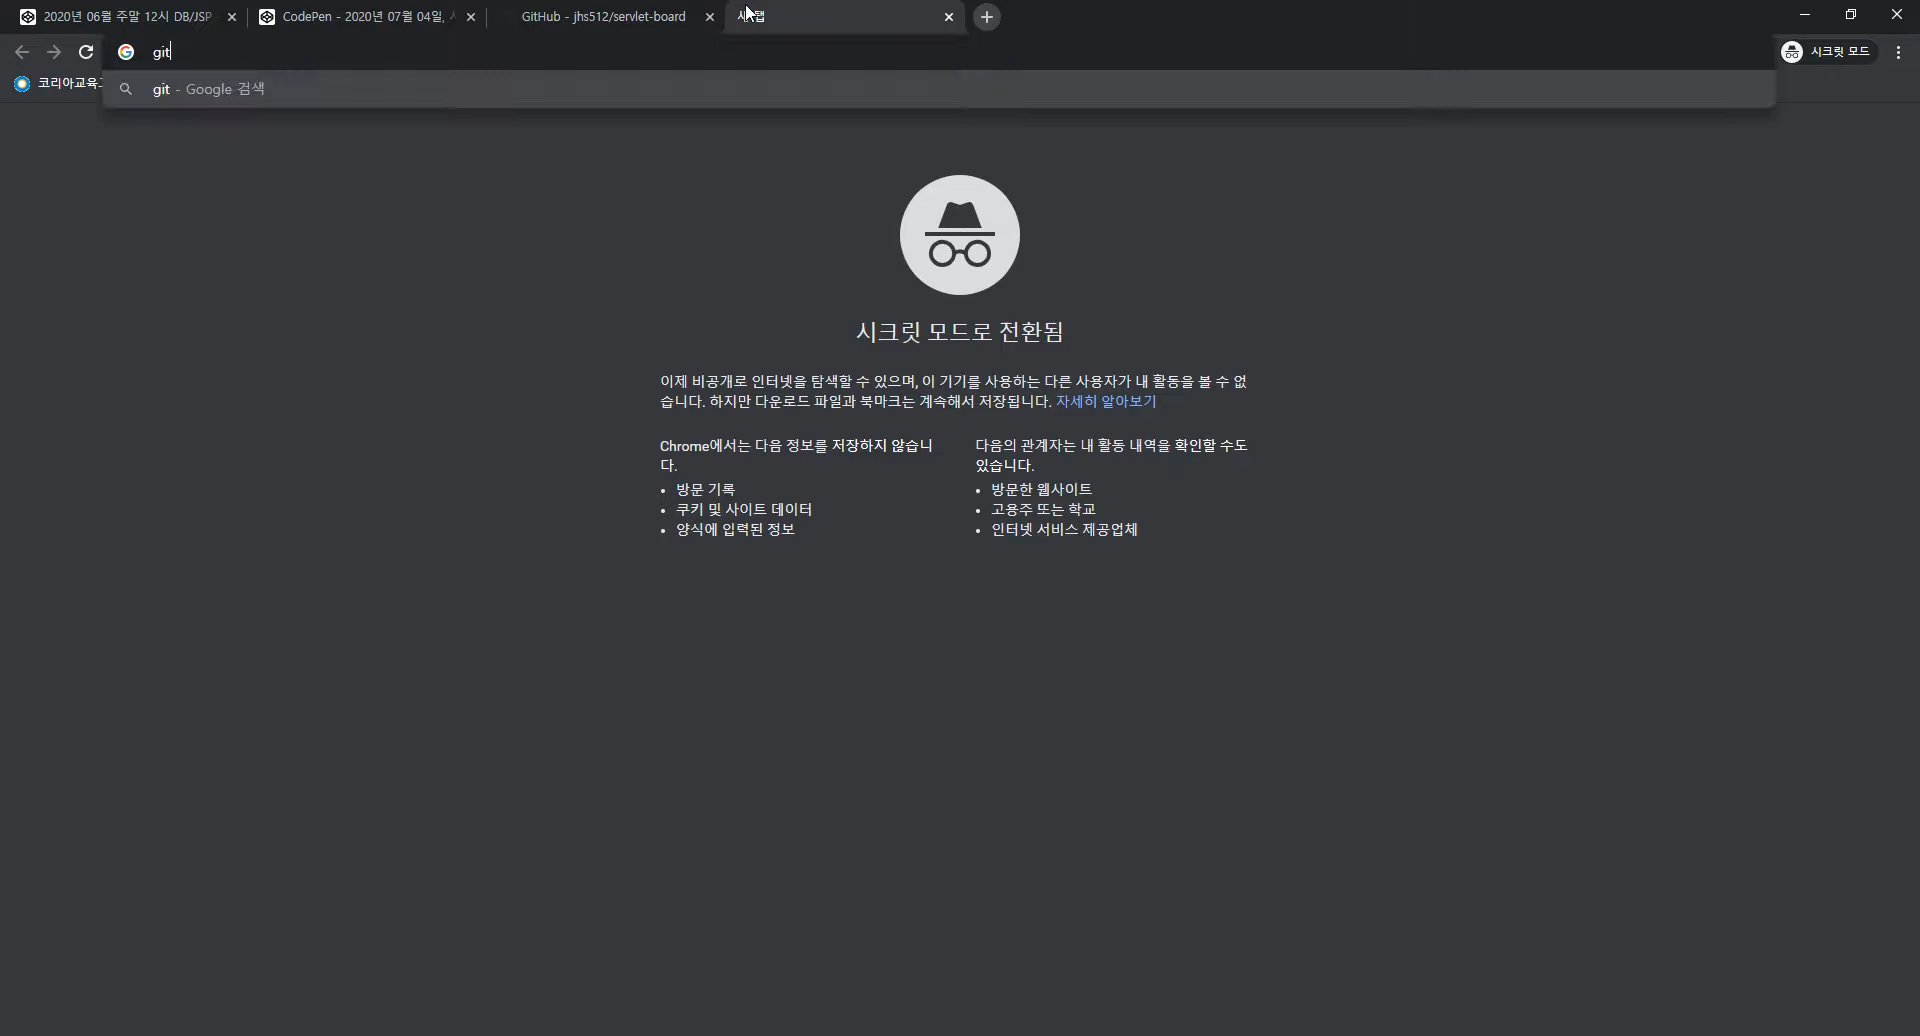 2020년 06월 주말 12시 DB/JSP
CodePen - 2020년 07월 04일,
GitHub - jhs512/servlet-board
git
시크릿 모드
코리아교육
git - Google 검색
시크릿 모드로 전환됨
이제 비공개로 인터넷을 탐색할 수 있으며, 이 기기를 사용하는 다른 사용자가 내 활동을 볼 수 없
습니다. 하지만 다운로드 파일과 북마크는 계속해서 저장됩니다. 자세히 알아보기
Chrome에서는 다음 정보를 저장하지 않습니
다.
• 방문 기록
• 쿠키 및 사이트 데이터
• 양식에 입력된 정보
다음의 관계자는 내 활동 내역을 확인할 수도
있습니다.
• 방문한 웹사이트
• 고용주 또는 학교
• 인터넷 서비스 제공업체